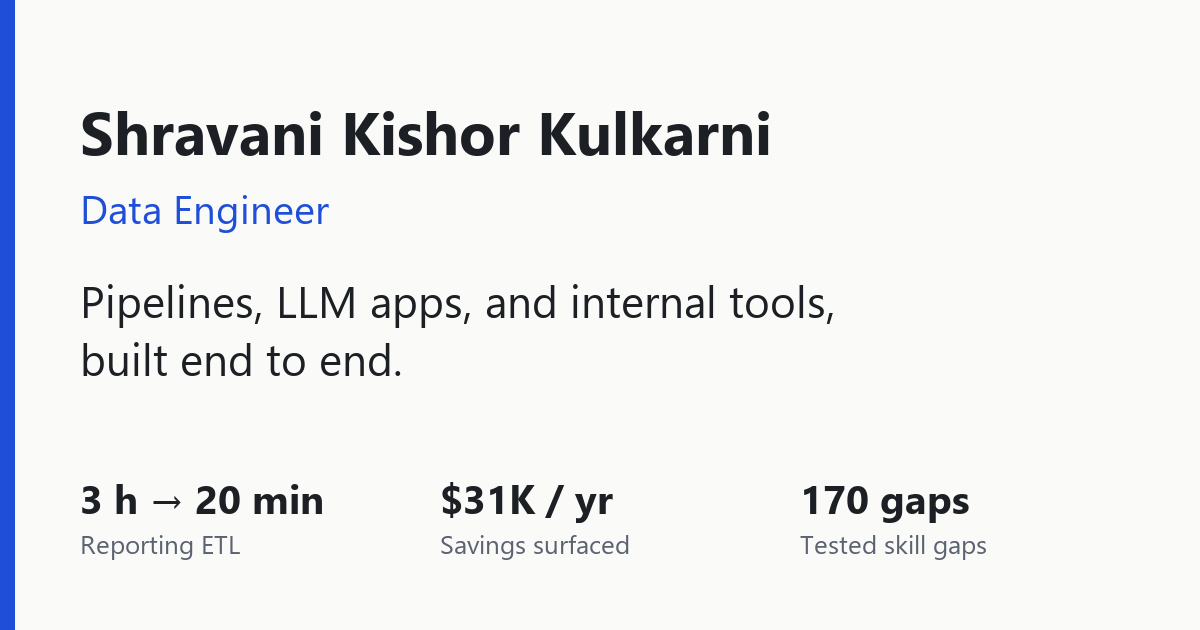 Shravani Kishor Kulkarni
Data Engineer
Pipelines, LLM apps, and internal tools,
built end to end.
3 h → 20 min
Reporting ETL
$31K / yr
Savings surfaced
170 gaps
Tested skill gaps